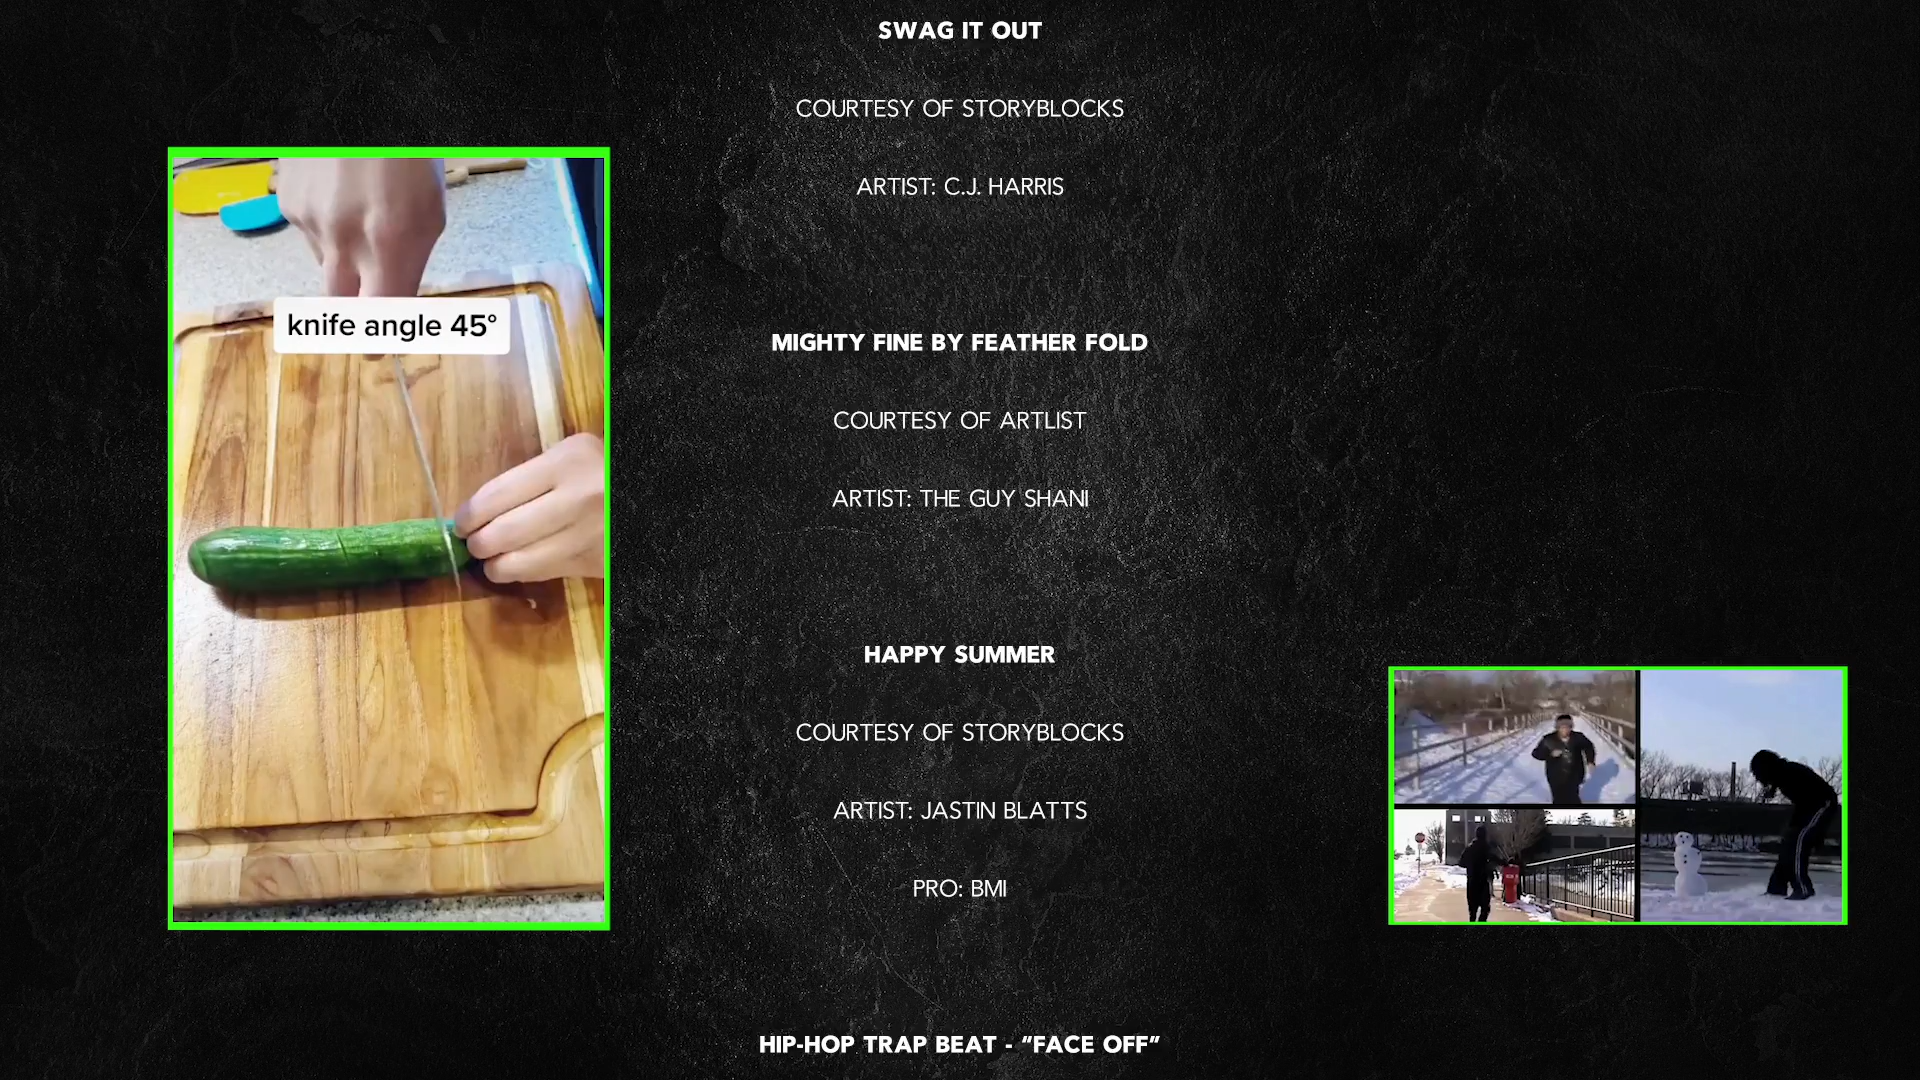 SWAG IT OUT
COURTESY OF STORYBLOCKS
ARTIST: C.J. HARRIS
knife angle 45°
MIGHTY FINE BY FEATHER FOLD
COURTESY OF ARTLIST
ARTIST: THE GUY SHANI
HAPPY SUMMER
COURTESY OF STORYBLOCKS
ARTIST: JASTIN BLATTS
PRO: BMI
HIP-HOP TRAP BEAT - “FACE OFF”